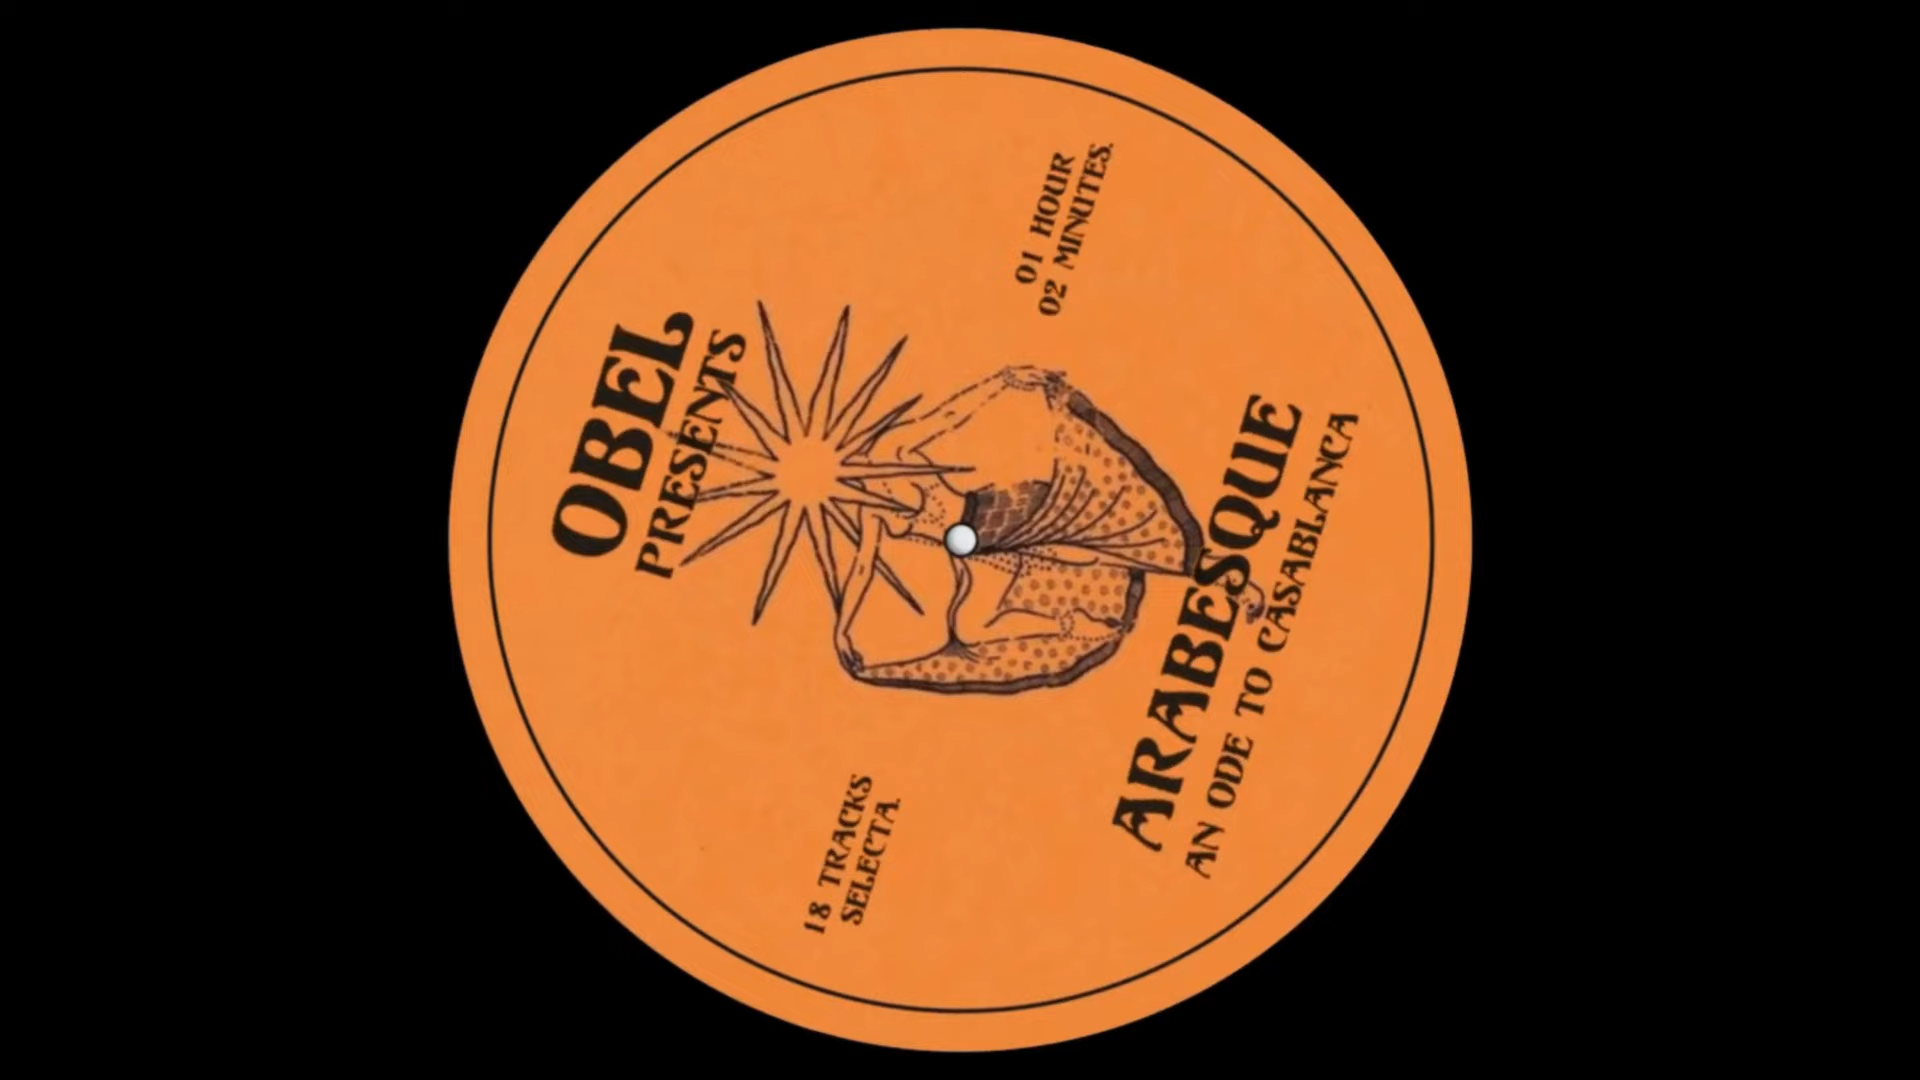 OBEL
PRESENTS
18 TRACKS
SELECTA.
01 HOUR
02 MINUTES.
ARABESQUE
AN ODE TO CASABLANCA